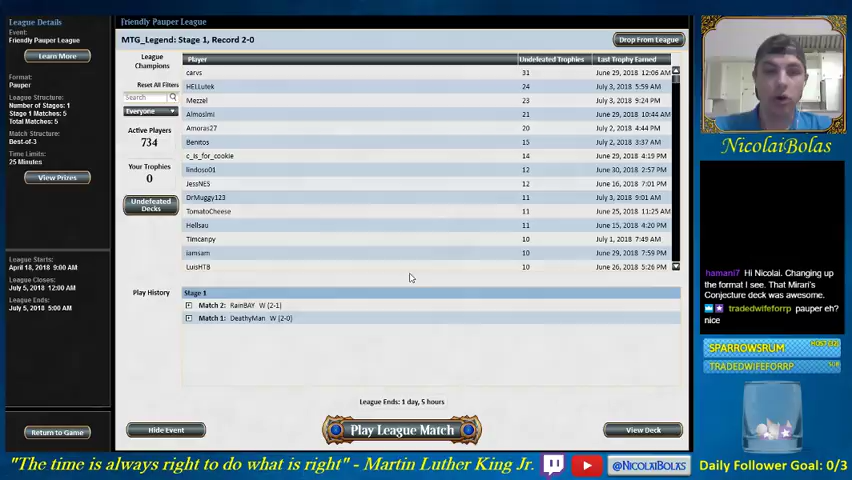 League Details
Event:
Friendly Pauper League
Learn More
Format:
Pauper
League Structure:
Number of Stages: 1
Stage 1 Matches: 5
Total Matches: 5
Match Structure:
Best-of-3
Time Limits:
25 Minutes
View Prizes
League Starts:
April 18, 2018 9:00 AM
League Closes:
July 5, 2018 12:00 AM
League Ends:
July 5, 2018 5:00 AM
Return to Game
Friendly Pauper League
MTG_Legend: Stage 1, Record 2-0
Drop From League
League
Champions
Reset All Filters
Search
Everyone
Active Players
734
Your Trophies
0
Undefeated
Decks
Player Undefeated Trophies Last Trophy Earned
carvs 31 June 29, 2018 12:06 AM
HELLutek 24 July 3, 2018 5:59 AM
Mezzel 23 July 3, 2018 9:24 PM
Almosimi 21 June 29, 2018 10:44 AM
Amoras27 20 July 2, 2018 4:44 PM
Benitos 15 July 2, 2018 3:37 AM
c_is_for_cookie 14 June 29, 2018 4:19 PM
lindoso01 12 June 30, 2018 2:57 PM
JessNES 12 June 16, 2018 7:01 PM
DrMuggy123 11 July 3, 2018 9:01 AM
TomatoCheese 11 June 25, 2018 11:25 AM
Hellsau 11 June 15, 2018 4:20 PM
Timcanpy 10 July 1, 2018 7:49 AM
iamsam 10 June 29, 2018 7:59 PM
LuisHTB 10 June 26, 2018 5:26 PM
Play History
Stage 1
Match 2: RainBAY W (2-1)
Match 1: DeathyMan W (2-0)
League Ends: 1 day, 5 hours
Hide Event
Play League Match
View Deck
NicolaiBolas
hamani7 Hi Nicolai. Changing up
the format I see. That Mirari's
Conjecture deck was awesome.
tradedwifeforrp pauper eh?
nice
SPARROWSRUM
TRADEDWIFEFORRP
"The time is always right to do what is right" - Martin Luther King Jr.
@NicolaiBolas
Daily Follower Goal: 0/3